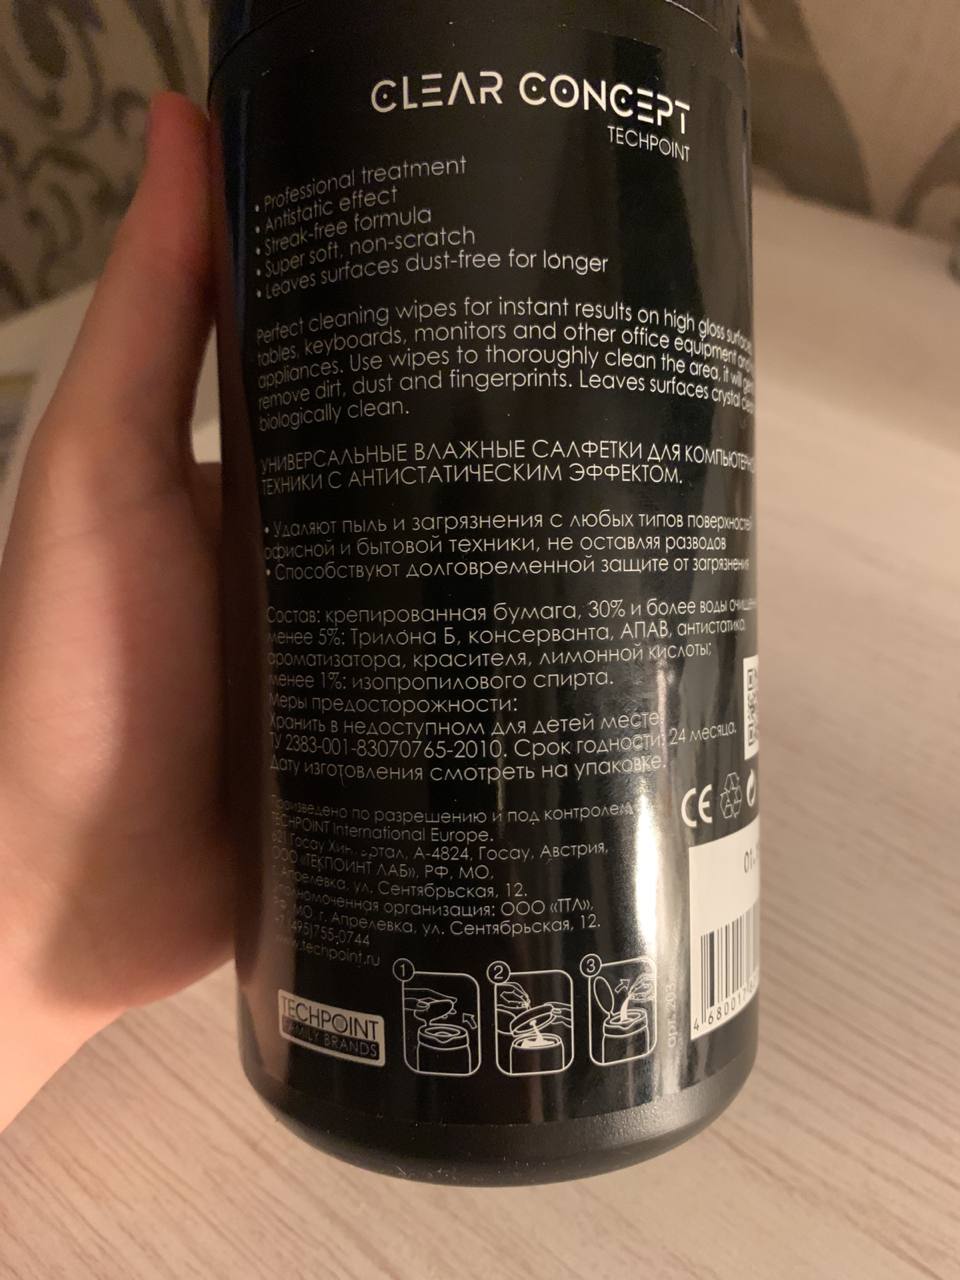 CLEAR CONCEPT
TECHPOINT
• Professional treatment
• Antistatic effect
• Streak-free formula
• Super soft, non-scratch
• Leaves surfaces dust-free for longer
Perfect cleaning wipes for instant results on high gloss
tables, keyboards, monitors and other office equipment
appliances. Use wipes to thoroughly clean the area, it will
remove dirt, dust and fingerprints. Leaves surfaces crystal
biologically clean.
УНИВЕРСАЛЬНЫЕ ВЛАЖНЫЕ САЛФЕТКИ ДЛЯ
ТЕХНИКИ С АНТИСТАТИЧЕСКИМ ЭФФЕКТОМ.
• Удаляют пыль и загрязнения с любых типов поверхностей
офисной и бытовой техники, не оставляя разводов
• Способствуют долговременной защите от загрязнения
Состав: крепированная бумага, 30% и более воды
менее 5%: Трилона Б, консерванта, АПАВ, антистатика,
ароматизатора, красителя, лимонной кислоты;
менее 1%: изопропилового спирта.
Меры предосторожности:
Хранить в недоступном для детей месте.
ТУ 2383-001-83070765-2010. Срок годности: 24 месяца.
Дату изготовления смотреть на упаковке.
Произведено по разрешению и под контролем
TECHPOINT International Europe.
621 Госау А-4824, Госау, Австрия,
ООО «ТЕКПОИНТ ЛАБ», РФ, МО,
г. Апрелевка, ул. Сентябрьская, 12.
Уполномоченная организация: ООО «ТПЛ»,
РФ, МО, г. Апрелевка, ул. Сентябрьская, 12.
+7(495)755-0744
www.techpoint.ru
CE
1
2
3
TECHPOINT
FAMILY BRANDS